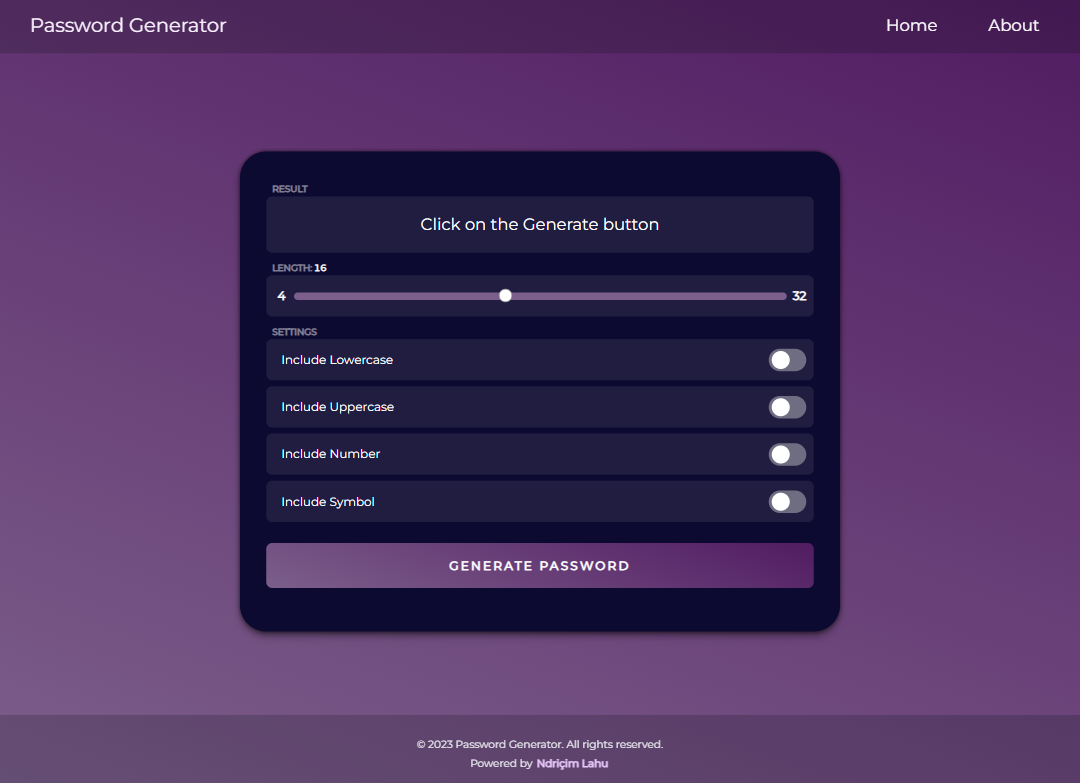 Password Generator Home About
RESULT
Click on the Generate button
LENGTH: 16
4 32
SETTINGS
Include Lowercase
Include Uppercase
Include Number
Include Symbol
GENERATE PASSWORD
© 2023 Password Generator. All rights reserved.
Powered by Ndriçim Lahu